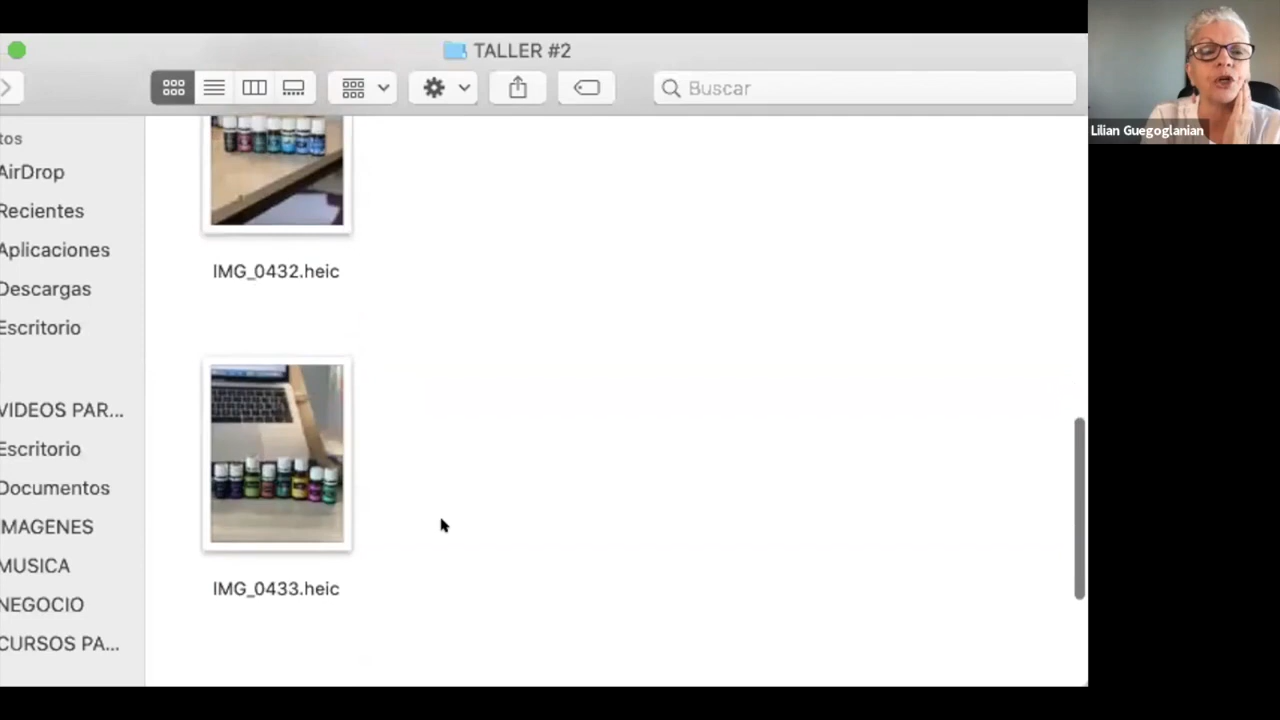 TALLER #2
Buscar
tos
AirDrop
Recientes
Aplicaciones
Descargas
Escritorio
VIDEOS PAR...
Escritorio
Documentos
IMAGENES
MUSICA
NEGOCIO
CURSOS PA...
IMG_0432.heic
IMG_0433.heic
Lilian Guegoglanian